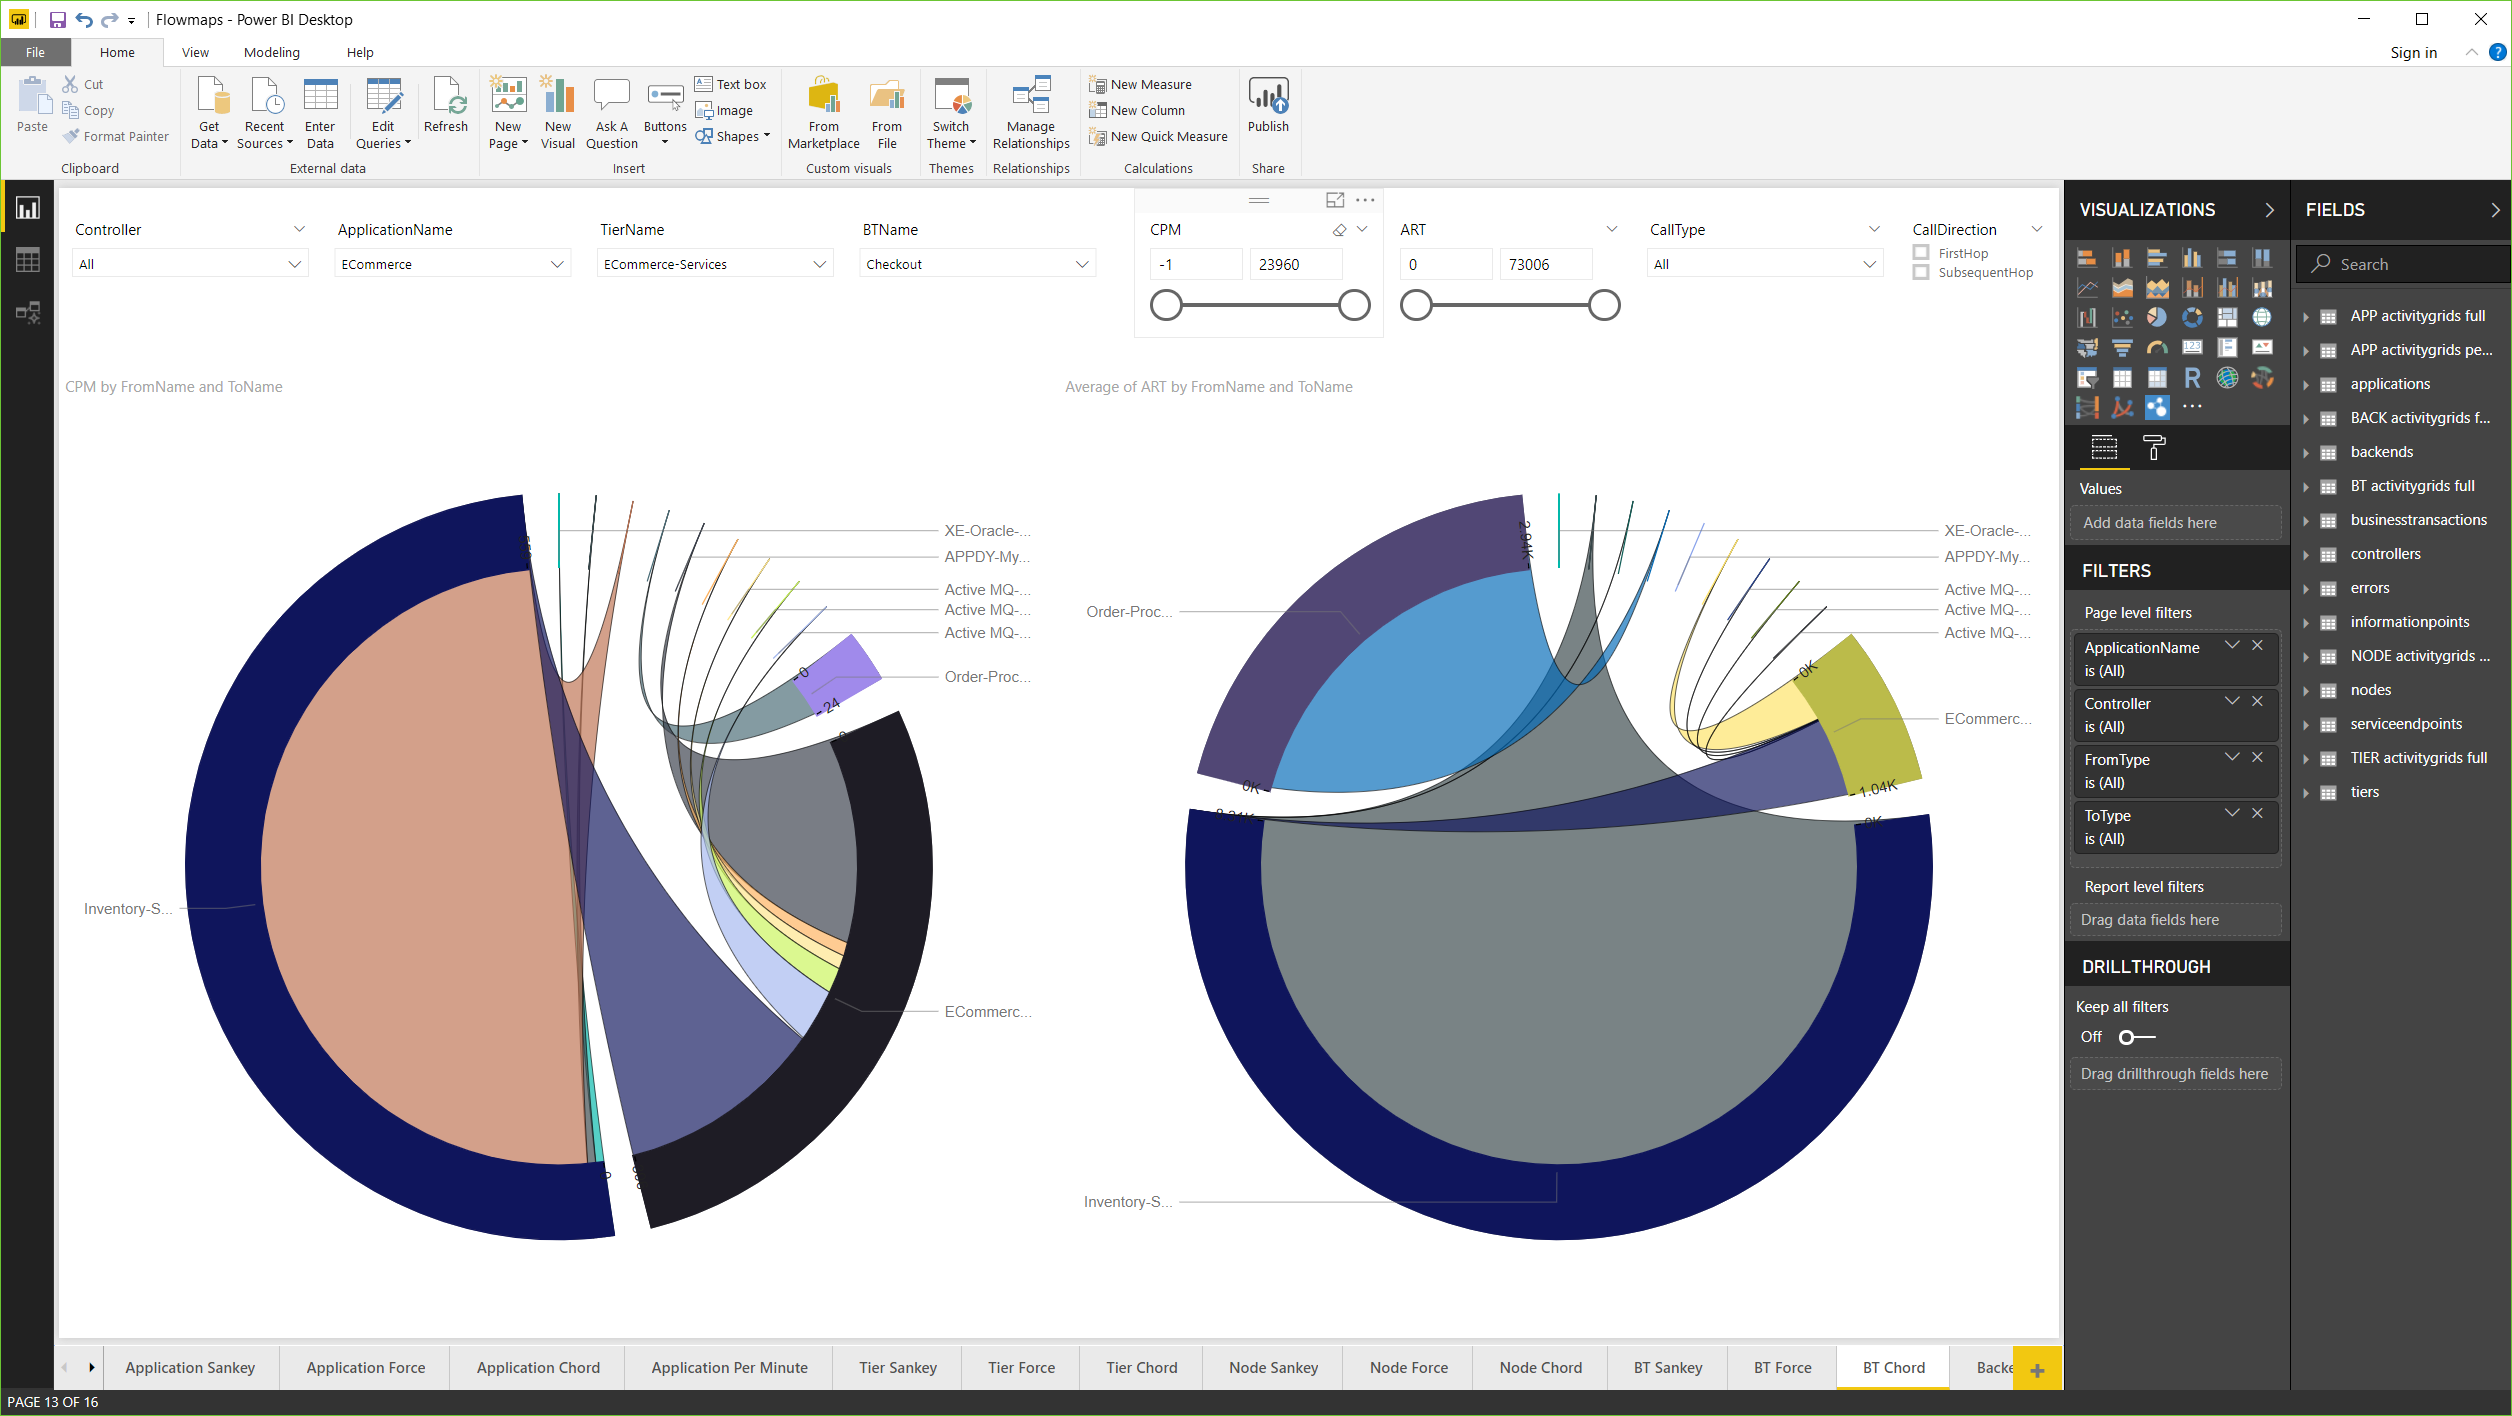 Flowmaps - Power BI Desktop
File Home View Modeling Help Sign in
Paste
Cut
Copy
Format Painter
Clipboard
Get Data
Recent Sources
Enter Data
Edit Queries
Refresh
External data
New Page
New Visual
Ask A Question
Buttons
Text box
Image
Shapes
Insert
From Marketplace
From File
Custom visuals
Switch Theme
Themes
Manage Relationships
Relationships
New Measure
New Column
New Quick Measure
Calculations
Publish
Share
Controller
All
ApplicationName
ECommerce
TierName
ECommerce-Services
BTName
Checkout
CPM
-1 23960
ART
0 73006
CallType
All
CallDirection
FirstHop
SubsequentHop
CPM by FromName and ToName
XE-Oracle-...
APPDY-My...
Active MQ-...
Active MQ-...
Active MQ-...
0
Order-Proc...
24
Inventory-S...
ECommerc...
Average of ART by FromName and ToName
2.94K
XE-Oracle-...
APPDY-My...
Active MQ-...
Order-Proc...
Active MQ-...
Active MQ-...
0K
ECommerc...
0K
1.04K
0K
Inventory-S...
VISUALIZATIONS
Values
Add data fields here
FILTERS
Page level filters
ApplicationName
is (All)
Controller
is (All)
FromType
is (All)
ToType
is (All)
Report level filters
Drag data fields here
DRILLTHROUGH
Keep all filters
Off
Drag drillthrough fields here
FIELDS
Search
APP activitygrids full
APP activitygrids pe...
applications
BACK activitygrids f...
backends
BT activitygrids full
businesstransactions
controllers
errors
informationpoints
NODE activitygrids ...
nodes
serviceendpoints
TIER activitygrids full
tiers
Application Sankey Application Force Application Chord Application Per Minute Tier Sankey Tier Force Tier Chord Node Sankey Node Force Node Chord BT Sankey BT Force BT Chord Backe
PAGE 13 OF 16